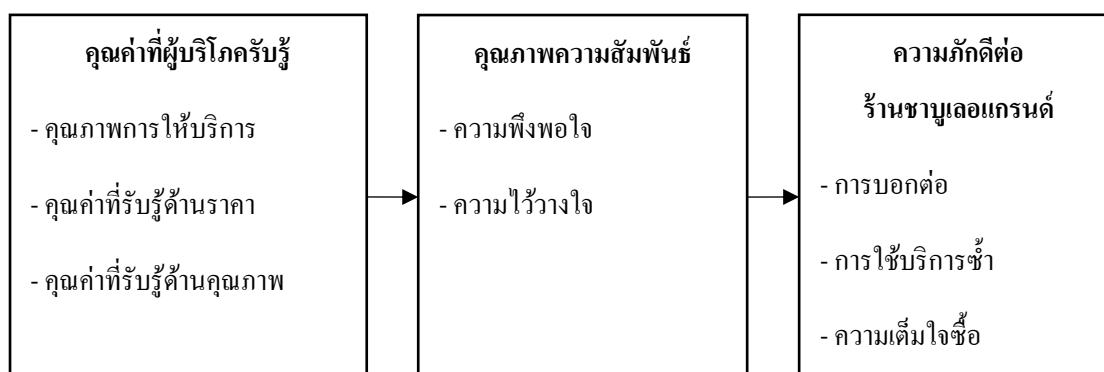 คุณค่าที่ผู้บริโภครับรู้
- คุณภาพการให้บริการ
- คุณค่าที่รับรู้ด้านราคา
- คุณค่าที่รับรู้ด้านคุณภาพ
คุณภาพความสัมพันธ์
- ความพึงพอใจ
- ความไว้วางใจ
ความภักดีต่อ
ร้านชาบูเลอแกรนด์
- การบอกต่อ
- การใช้บริการซ้ำ
- ความเต็มใจซื้อ